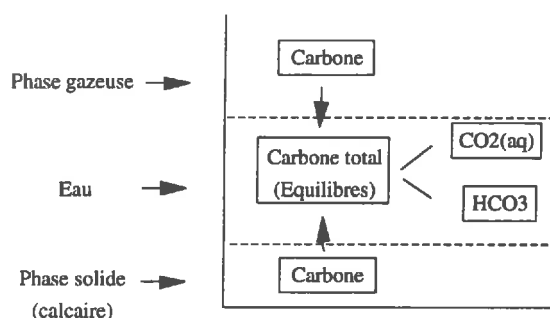 Carbone
Phase gazeuse
CO2(aq)
Carbone total
(Equilibres)
Eau
HCO3
Phase solide
(calcaire)
Carbone